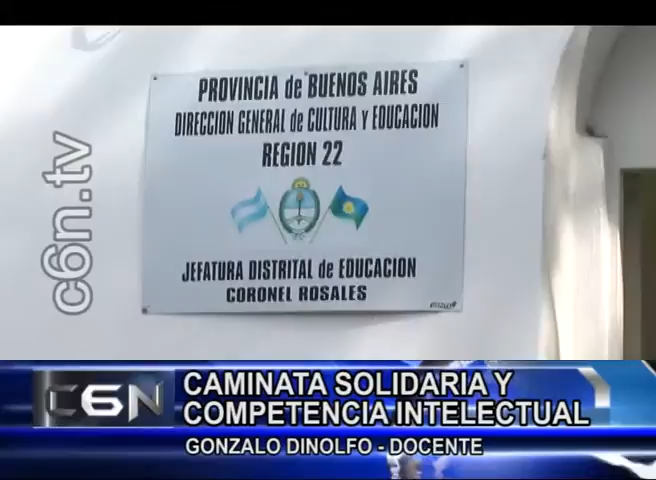 PROVINCIA de BUENOS AIRES
DIRECCION GENERAL de CULTURA Y EDUCACION
REGION 22
JEFATURA DISTRITAL de EDUCACION
CORONEL ROSALES
c6n.tv
C6N
CAMINATA SOLIDARIA Y
COMPETENCIA INTELECTUAL
GONZALO DINOLFO - DOCENTE